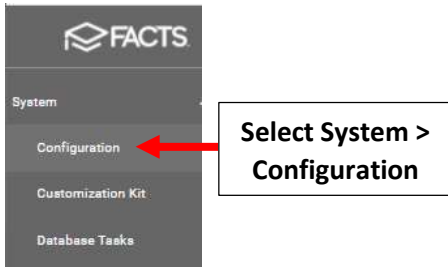 FACTS
System
Configuration
Select System >
Configuration
Customization Kit
Database Tasks